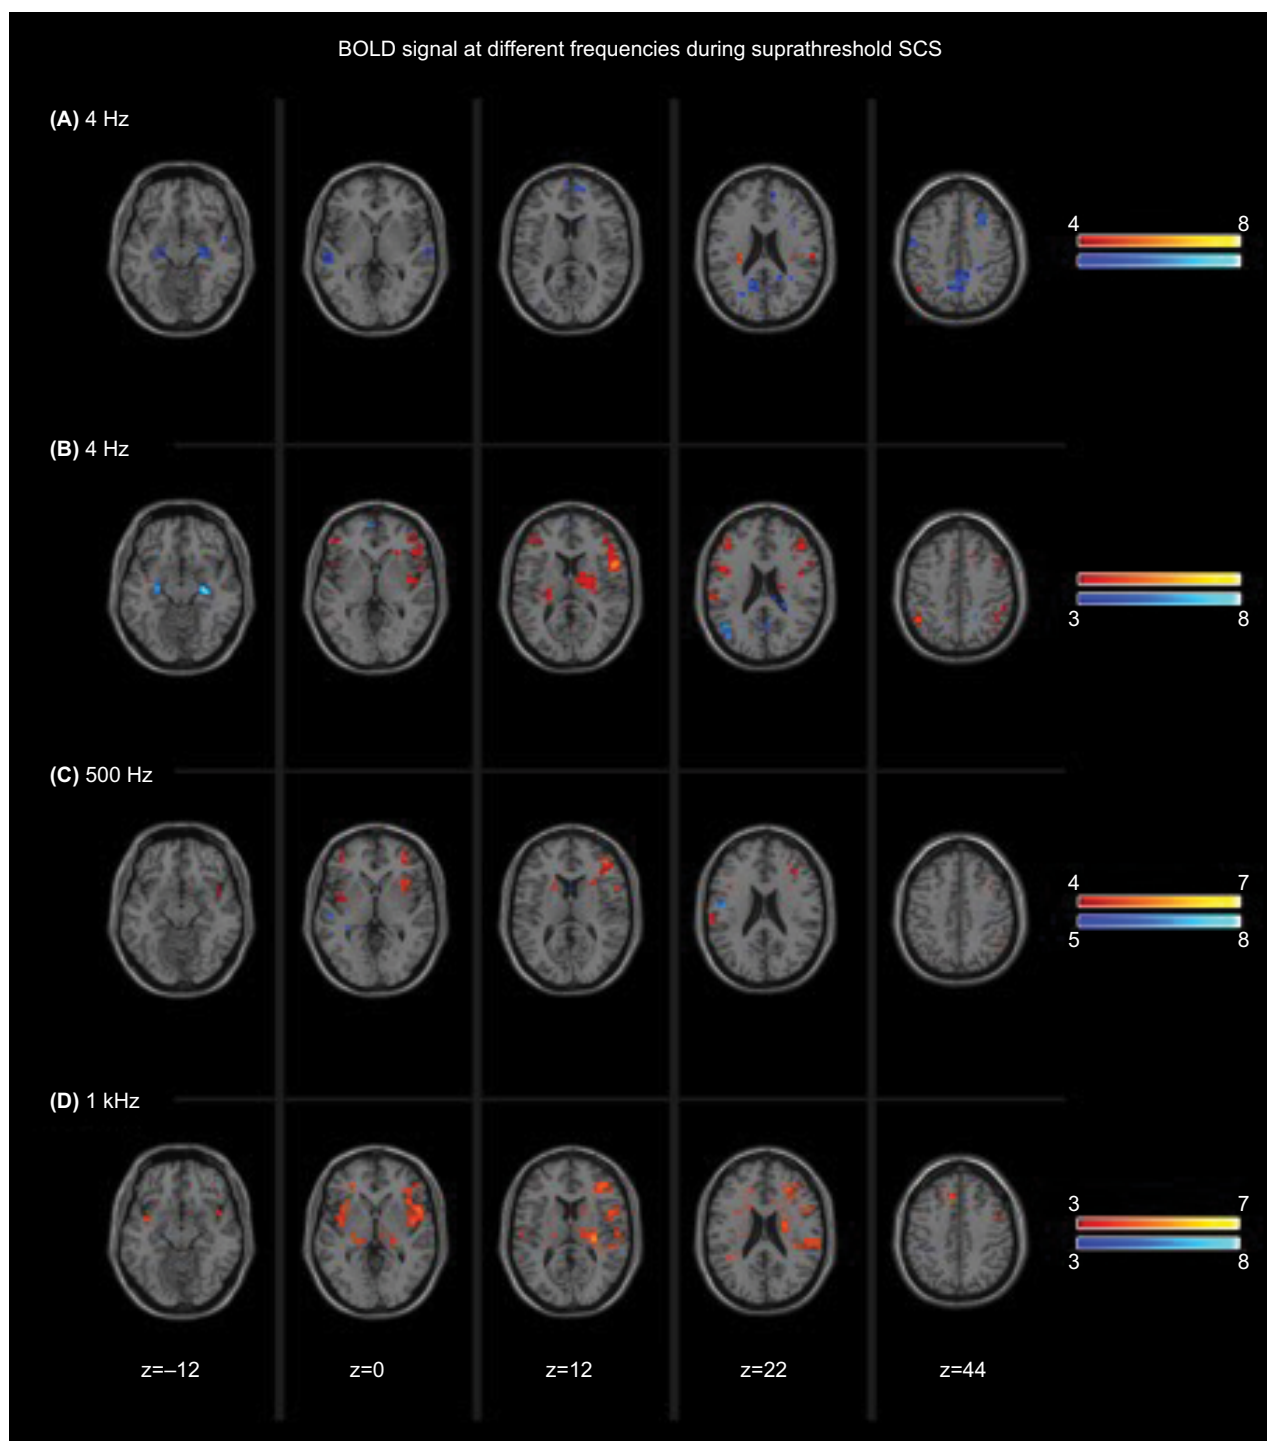 BOLD signal at different frequencies during suprathreshold SCS
(A) 4 Hz
4 8
(B) 4 Hz
3 8
(C) 500 Hz
4 7
5 8
(D) 1 kHz
3 7
3 8
z=–12 z=0 z=12 z=22 z=44